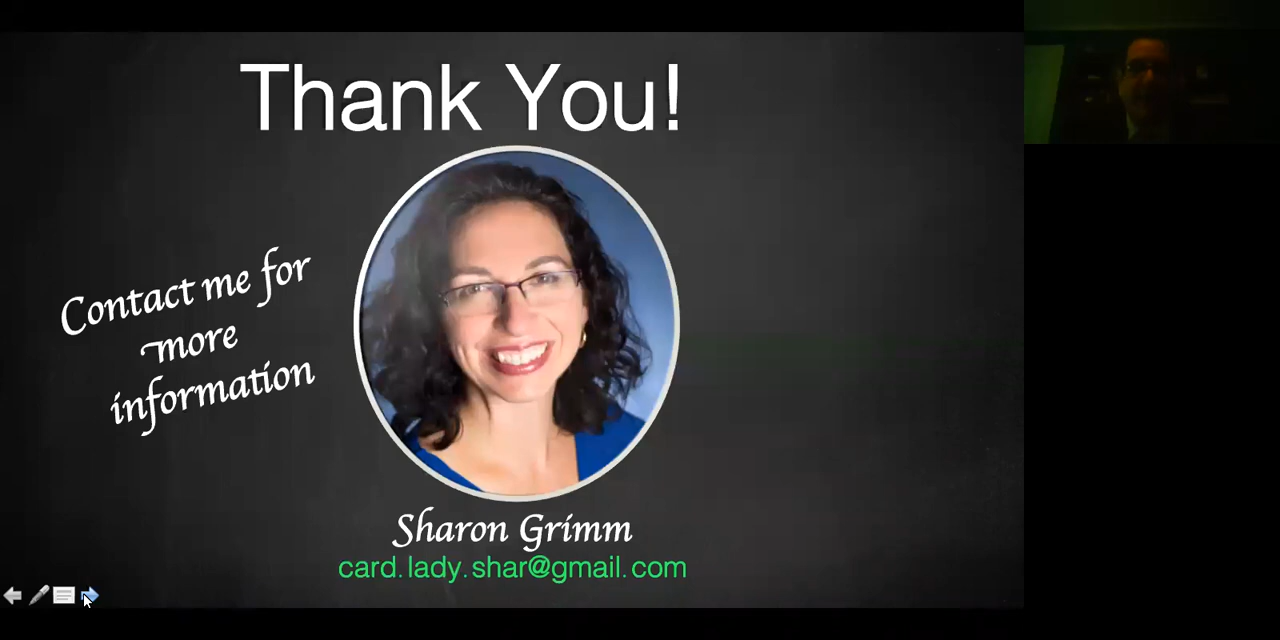 Thank You!
Contact me for
more
information
Sharon Grimm
card.lady.shar@gmail.com